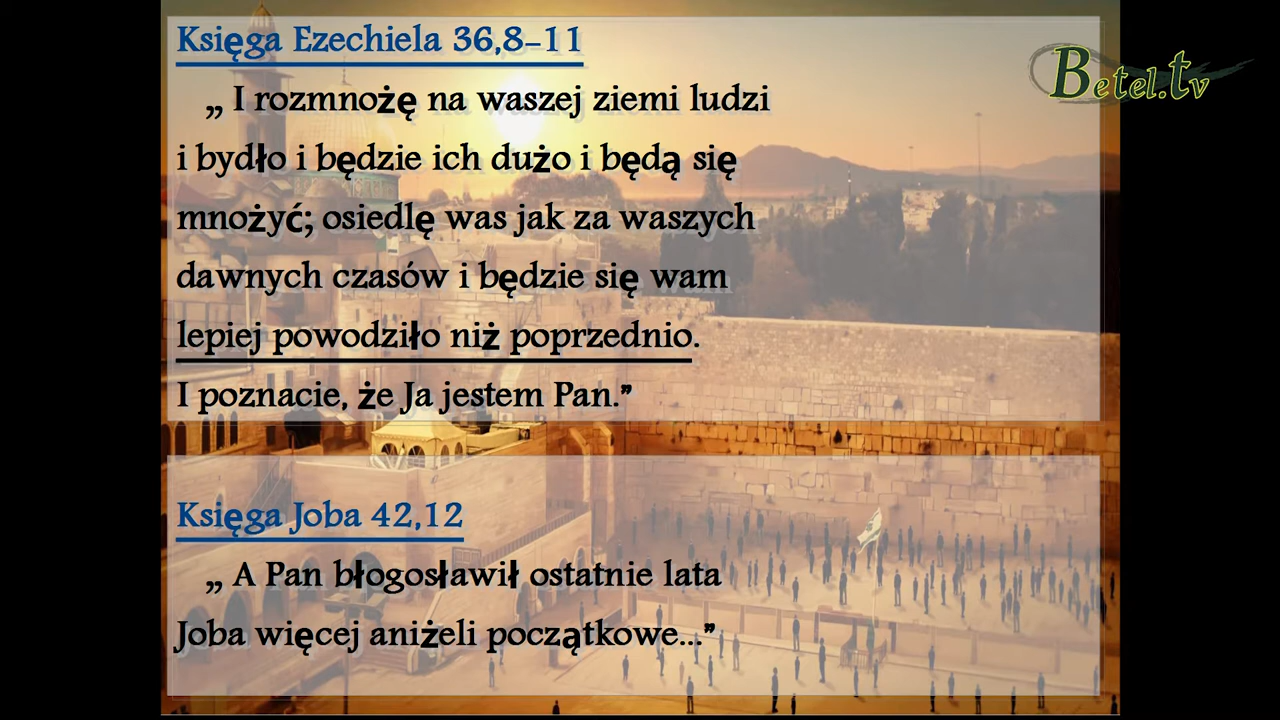 Księga Ezechiela 36,8-11
„ I rozmnożę na waszej ziemi ludzi
i bydło i będzie ich dużo i będą się
mnożyć; osiedlę was jak za waszych
dawnych czasów i będzie się wam
lepiej powodziło niż poprzednio.
I poznacie, że Ja jestem Pan.”
Księga Joba 42,12
„ A Pan błogosławił ostatnie lata
Joba więcej aniżeli początkowe...”
Betel.tv